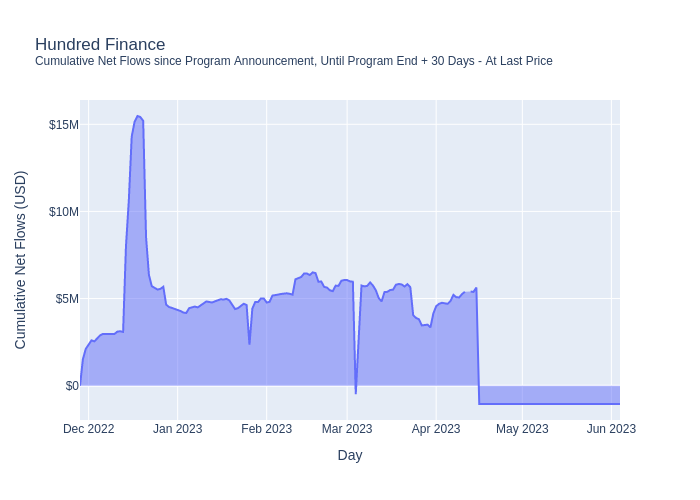 Hundred Finance
Cumulative Net Flows since Program Announcement, Until Program End + 30 Days - At Last Price
$15M
$10M
$5M
$0
Cumulative Net Flows (USD)
Dec 2022 Jan 2023 Feb 2023 Mar 2023 Apr 2023 May 2023 Jun 2023
Day